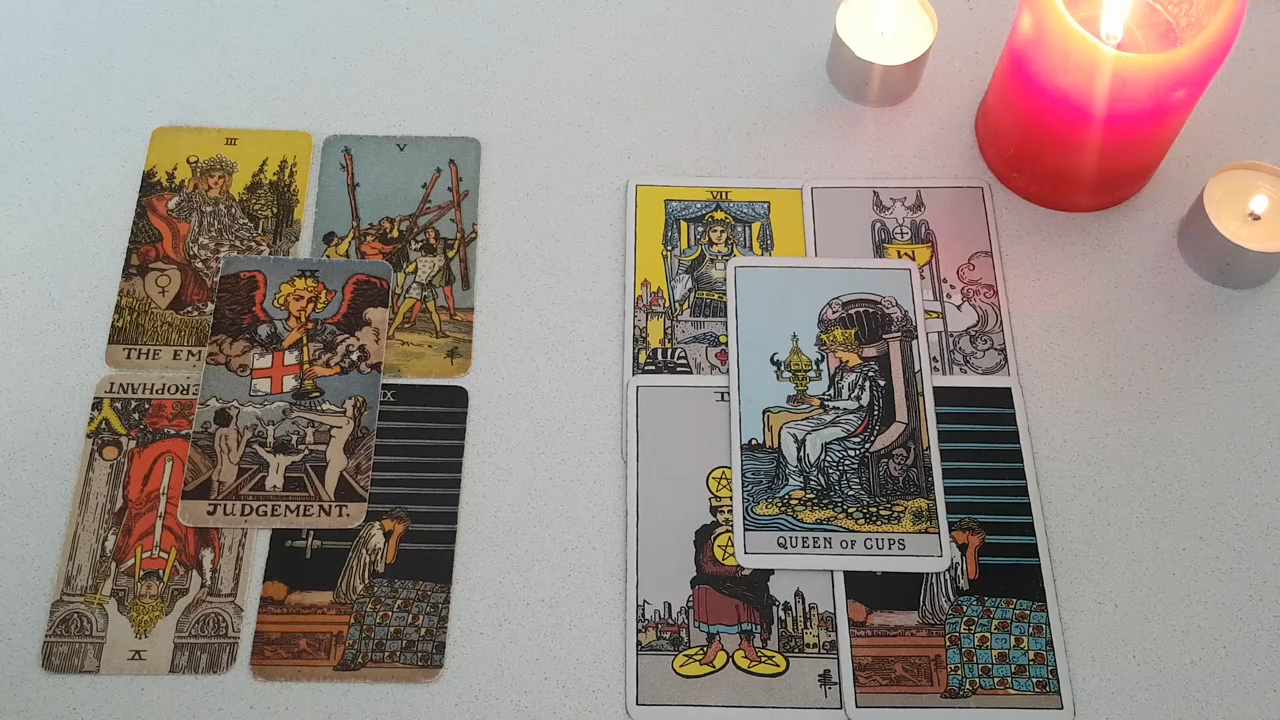 III
V
THE EM
XX
JUDGEMENT.
EROPHANT
V
IX
VII
QUEEN OF CUPS